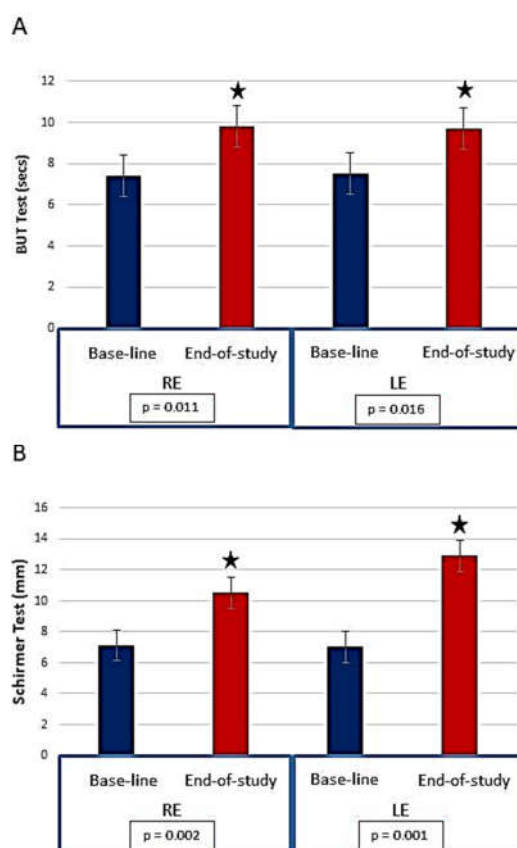 A
12
10
8
6
4
2
0
BUT Test (secs)
★ ★
Base-line End-of-study Base-line End-of-study
RE LE
p = 0.011 p = 0.016
B
16
14
12
10
8
6
4
2
0
Schirmer Test (mm)
★ ★
Base-line End-of-study Base-line End-of-study
RE LE
p = 0.002 p = 0.001